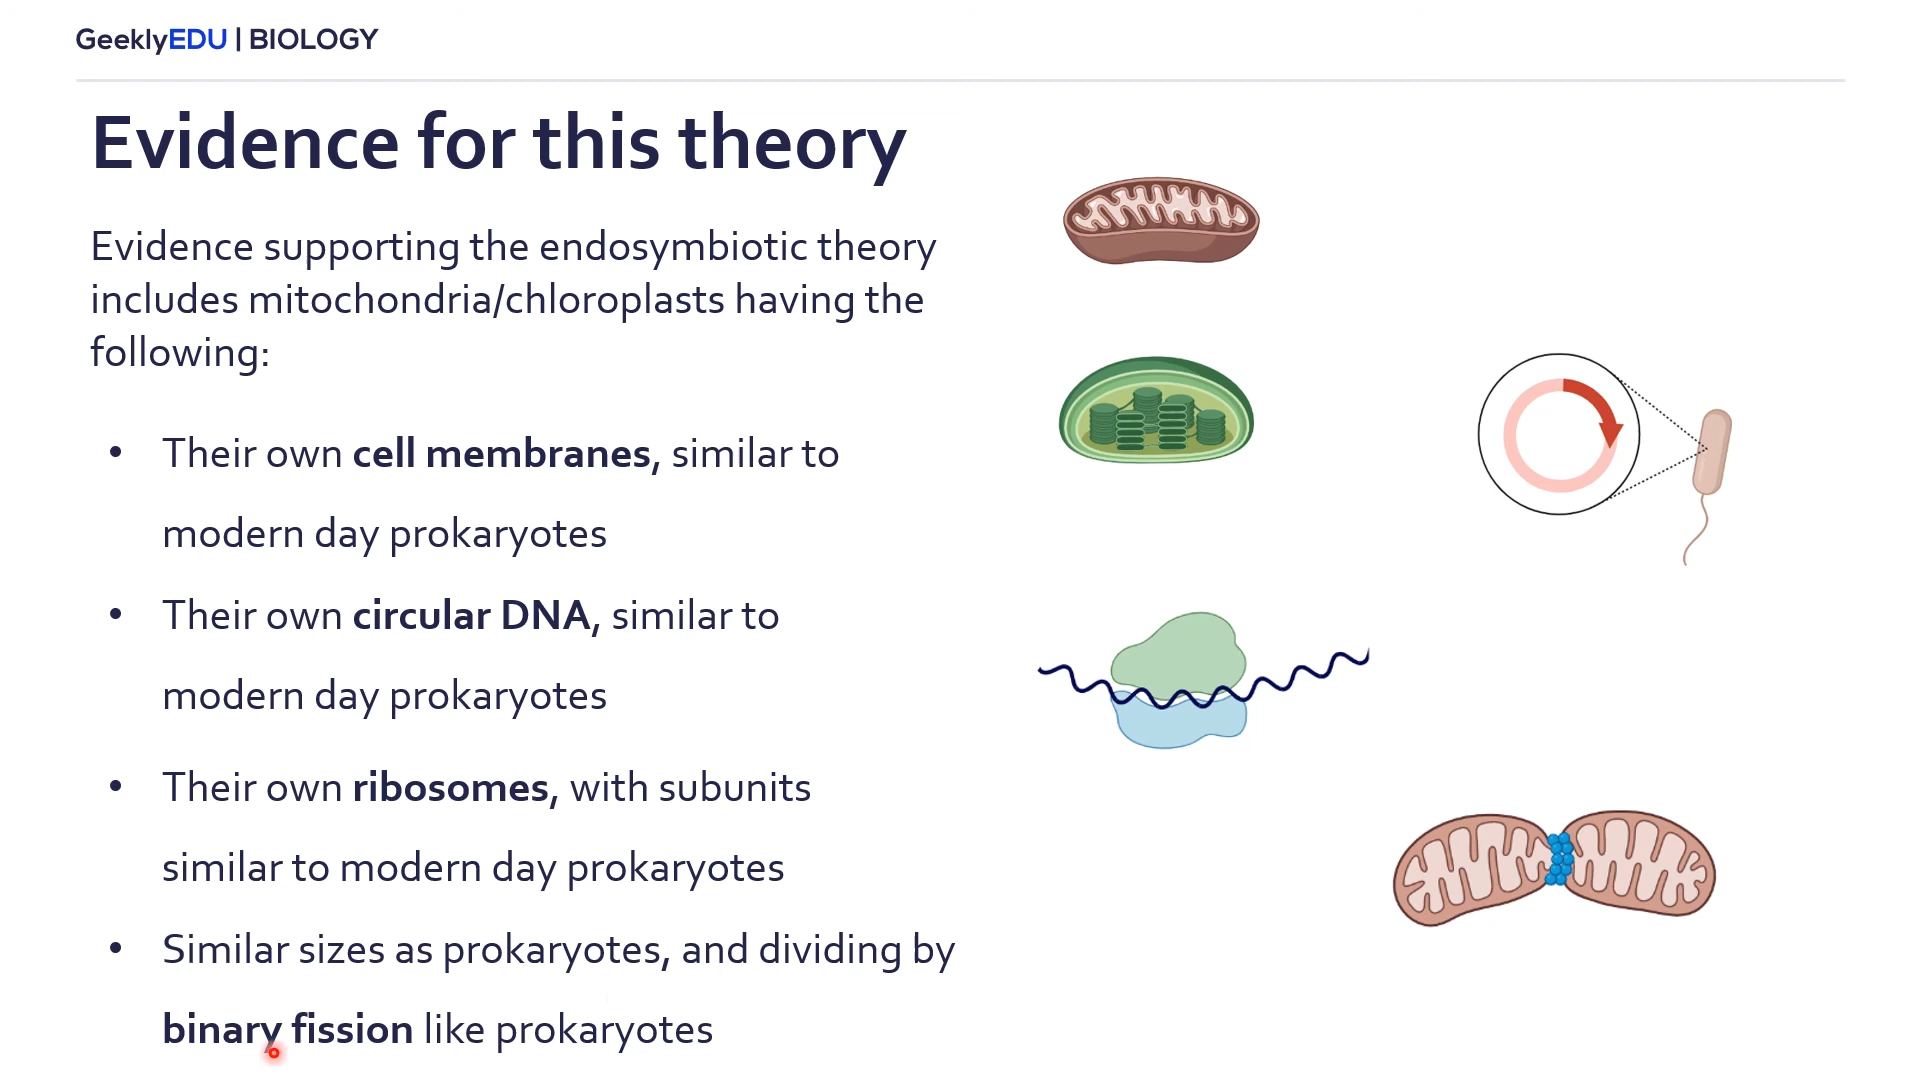 GeeklyEDU | BIOLOGY
Evidence for this theory
Evidence supporting the endosymbiotic theory
includes mitochondria/chloroplasts having the
following:
• Their own cell membranes, similar to
modern day prokaryotes
• Their own circular DNA, similar to
modern day prokaryotes
• Their own ribosomes, with subunits
similar to modern day prokaryotes
• Similar sizes as prokaryotes, and dividing by
binary fission like prokaryotes